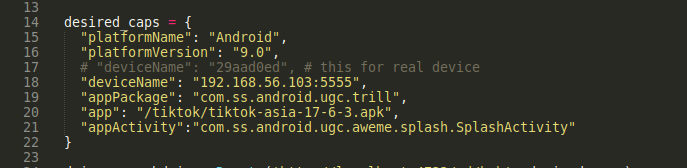 13
14 desired_caps = {
15 "platformName": "Android",
16 "platformVersion": "9.0",
17 # "deviceName": "29aad0ed", # this for real device
18 "deviceName": "192.168.56.103:5555",
19 "appPackage": "com.ss.android.ugc.trill",
20 "app": "/tiktok/tiktok-asia-17-6-3.apk",
21 "appActivity":"com.ss.android.ugc.aweme.splash.SplashActivity"
22 }
23